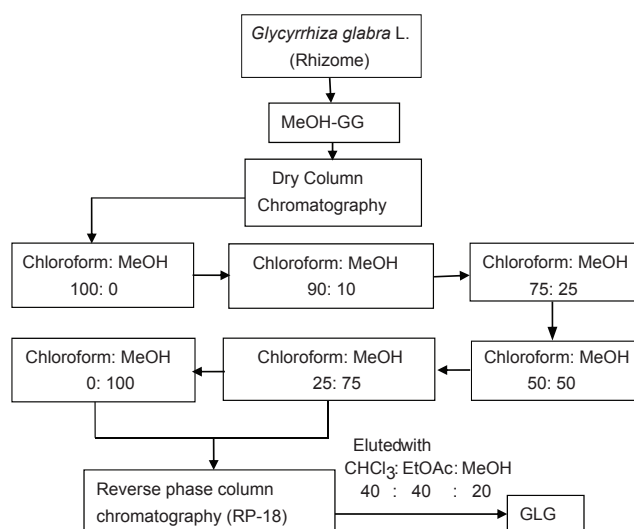 Glycyrrhiza glabra L.
(Rhizome)
MeOH-GG
Dry Column
Chromatography
Chloroform: MeOH
100: 0
Chloroform: MeOH
90: 10
Chloroform: MeOH
75: 25
Chloroform: MeOH
0: 100
Chloroform: MeOH
25: 75
Chloroform: MeOH
50: 50
Elutedwith
CHCl3: EtOAc: MeOH
40 : 40 : 20
Reverse phase column
chromatography (RP-18)
GLG